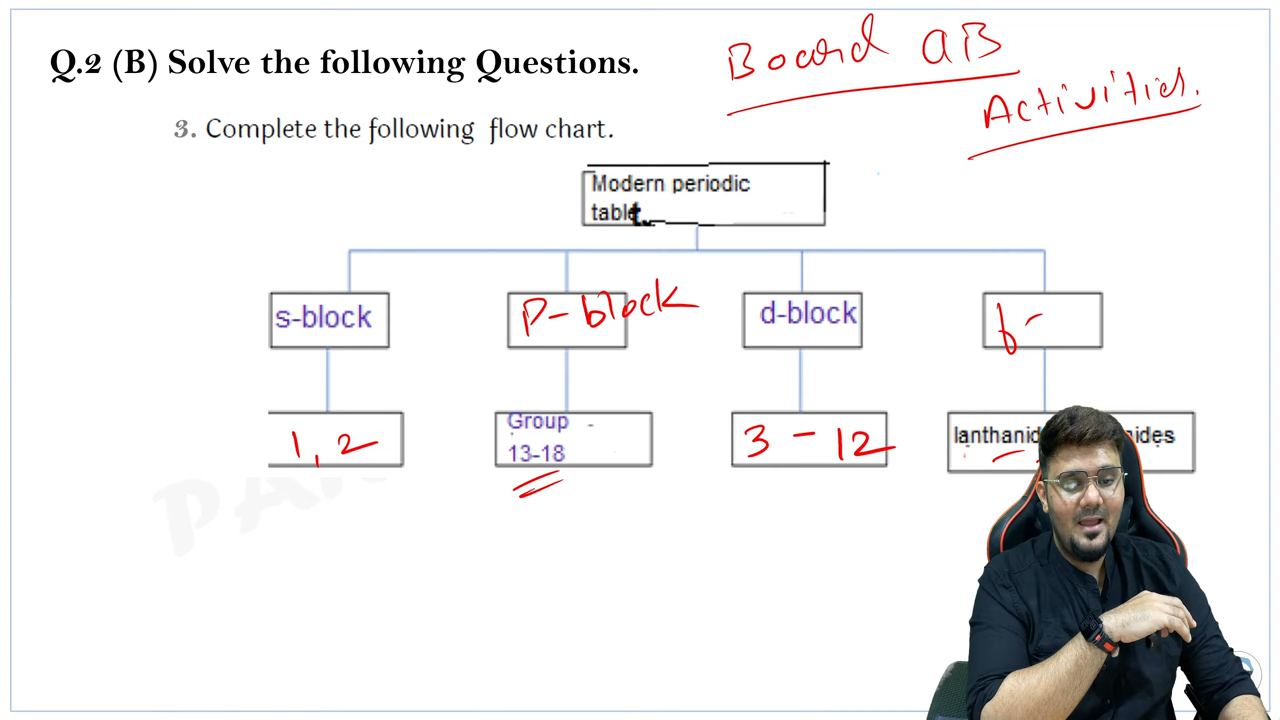 Q.2 (B) Solve the following Questions.
Board QB
Activities.
3. Complete the following flow chart.
Modern periodic
table
s-block
P-block
d-block
f-
1, 2
Group -
13-18
3 - 12
lanthanid
ides